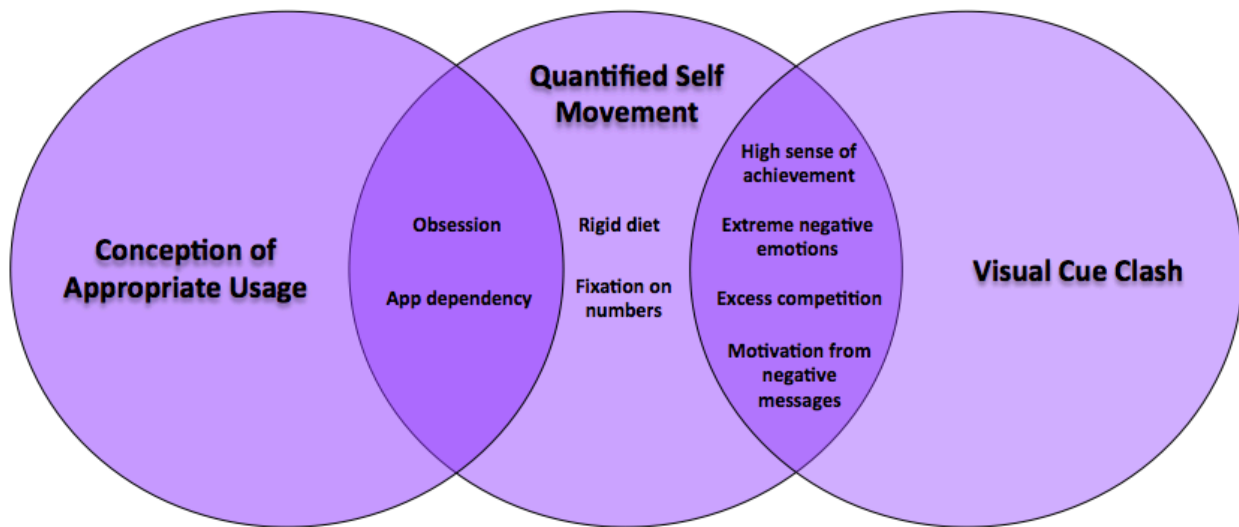 Quantified Self
Movement
Conception of
Appropriate Usage
Obsession
App dependency
Rigid diet
Fixation on
numbers
High sense of
achievement
Extreme negative
emotions
Excess competition
Motivation from
negative
messages
Visual Cue Clash